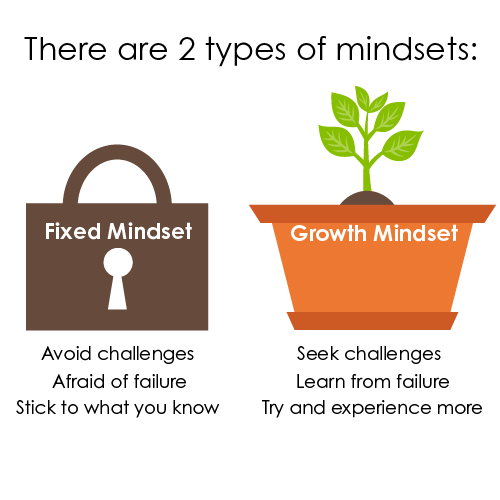 There are 2 types of mindsets:
Fixed Mindset
Avoid challenges
Afraid of failure
Stick to what you know
Growth Mindset
Seek challenges
Learn from failure
Try and experience more